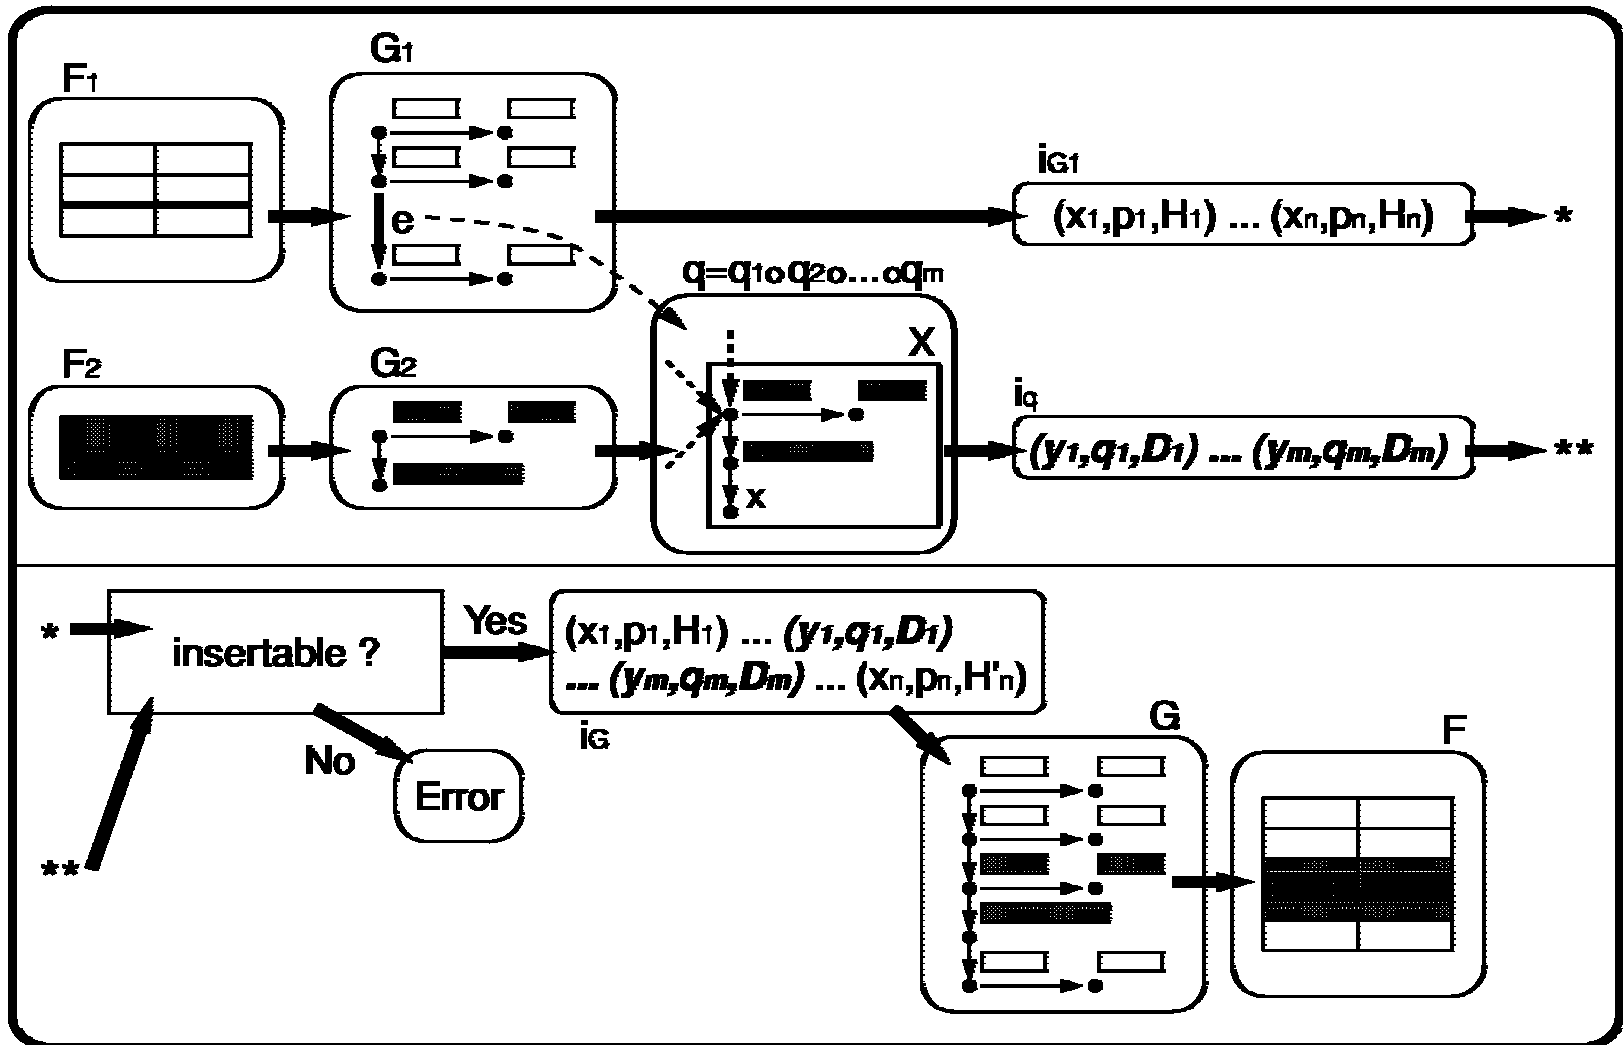 F1
G1
e
iG1
(x1,p1,H1) ... (xn,pn,Hn)
*
q=q1oq2o...oqm
F2
G2
X
x
iq
(y1,q1,D1) ... (ym,qm,Dm)
**
*
insertable ?
Yes
(x1,p1,H1) ... (y1,q1,D1)
... (ym,qm,Dm) ... (xn,pn,H'n)
iG
No
Error
**
G
F